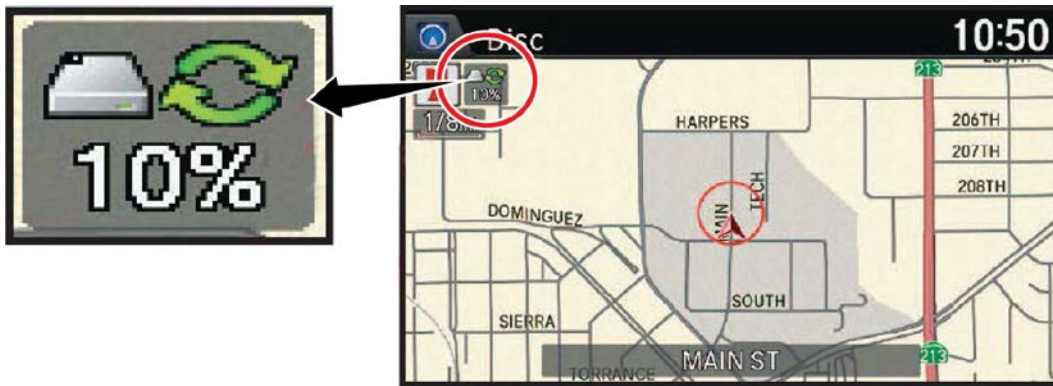 10%
Disc
10:50
10%
1/8mi
213
HARPERS
206TH
207TH
208TH
DOMINGUEZ
MAIN
TECH
SOUTH
SIERRA
MAIN ST
213
TORRANCE